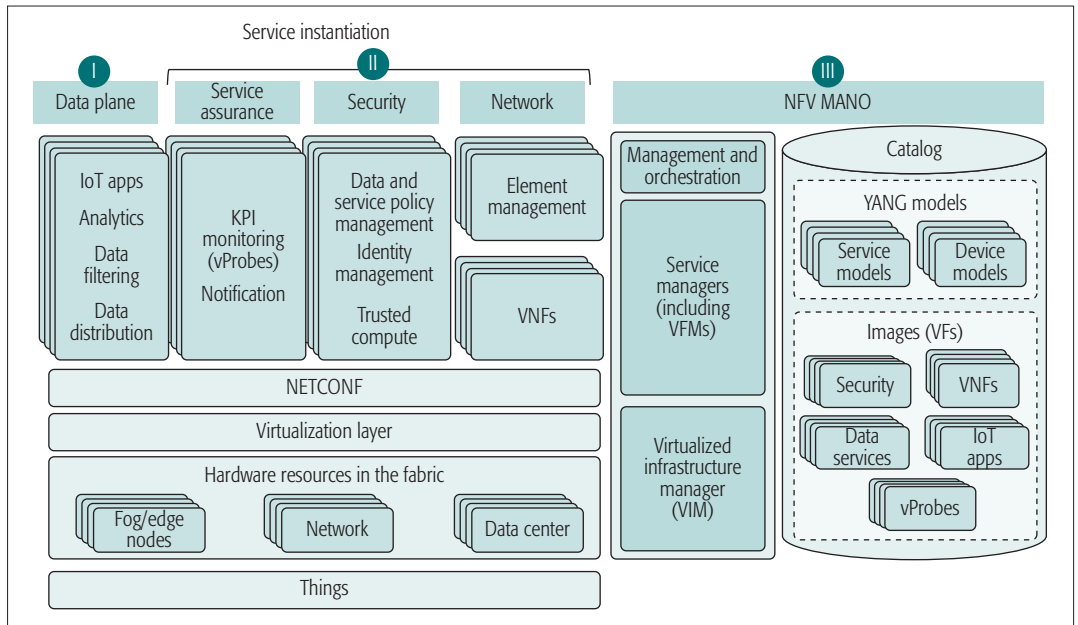 Service instantiation
I
II
III
Data plane
Service
assurance
Security
Network
NFV MANO
IoT apps
Analytics
Data
filtering
Data
distribution
KPI
monitoring
(vProbes)
Notification
Data and
service policy
management
Identity
management
Trusted
compute
Element
management
VNFs
NETCONF
Virtualization layer
Hardware resources in the fabric
Fog/edge
nodes
Network
Data center
Things
Management and
orchestration
Service
managers
(including
VFMs)
Virtualized
infrastructure
manager
(VIM)
Catalog
YANG models
Service
models
Device
models
Images (VFs)
Security
VNFs
Data
services
IoT
apps
vProbes